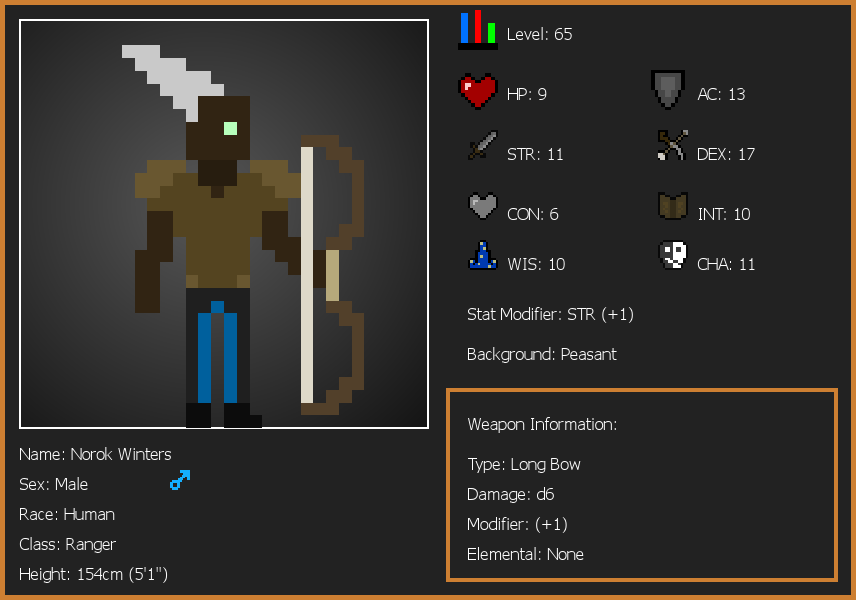 Level: 65
HP: 9
AC: 13
STR: 11
DEX: 17
CON: 6
INT: 10
WIS: 10
CHA: 11
Stat Modifier: STR (+1)
Background: Peasant
Weapon Information:
Type: Long Bow
Damage: d6
Modifier: (+1)
Elemental: None
Name: Norok Winters
Sex: Male
Race: Human
Class: Ranger
Height: 154cm (5'1")